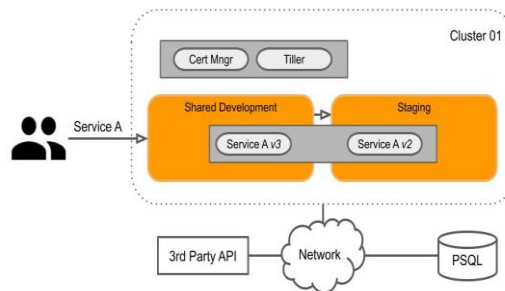 Cluster 01
Cert Mngr
Tiller
Shared Development
Staging
Service A
Service A v3
Service A v2
3rd Party API
Network
PSQL